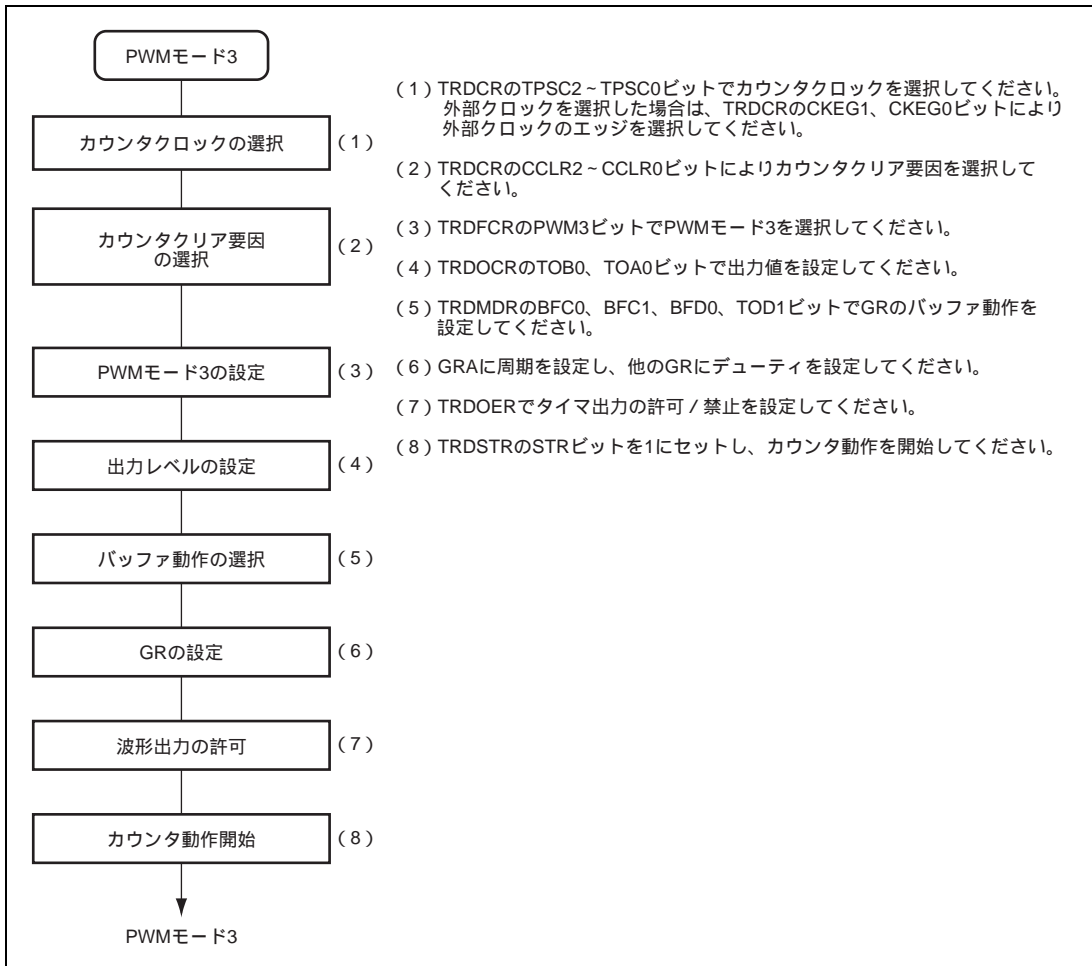 PWMモード3
カウンタクロックの選択
(1)
カウンタクリア要因
の選択
(2)
PWMモード3の設定
(3)
出力レベルの設定
(4)
バッファ動作の選択
(5)
GRの設定
(6)
波形出力の許可
(7)
カウンタ動作開始
(8)
PWMモード3
(1)TRDCRのTPSC2~TPSC0ビットでカウンタクロックを選択してください。
外部クロックを選択した場合は、TRDCRのCKEG1、CKEG0ビットにより
外部クロックのエッジを選択してください。
(2)TRDCRのCCLR2~CCLR0ビットによりカウンタクリア要因を選択して
ください。
(3)TRDFCRのPWM3ビットでPWMモード3を選択してください。
(4)TRDOCRのTOB0、TOA0ビットで出力値を設定してください。
(5)TRDMDRのBFC0、BFC1、BFD0、TOD1ビットでGRのバッファ動作を
設定してください。
(6)GRAに周期を設定し、他のGRにデューティを設定してください。
(7)TRDOERでタイマ出力の許可/禁止を設定してください。
(8)TRDSTRのSTRビットを1にセットし、カウンタ動作を開始してください。